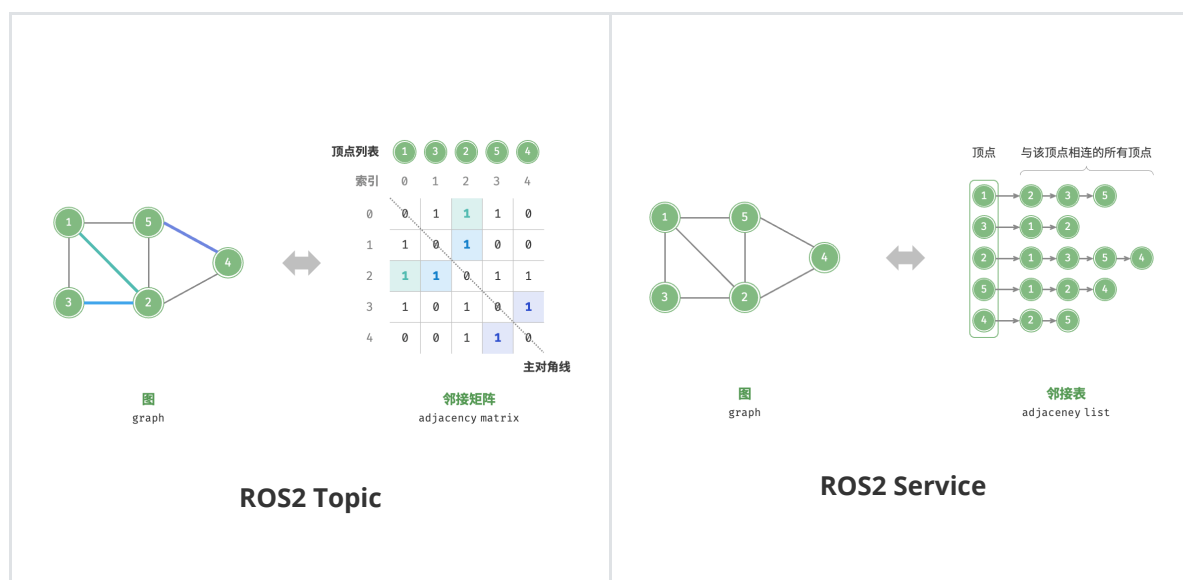 顶点列表 1 3 2 5 4
索引 0 1 2 3 4
0 0 1 1 1 0
1 1 0 1 0 0
2 1 1 0 1 1
3 1 0 1 0 1
4 0 0 1 1 0
主对角线
1 5
4
3 2
图
graph
邻接矩阵
adjacency matrix
ROS2 Topic
顶点 与该顶点相连的所有顶点
1 2 3 5
3 1 2
2 1 3 5 4
5 1 2 4
4 2 5
1 5
4
3 2
图
graph
邻接表
adjaceney list
ROS2 Service